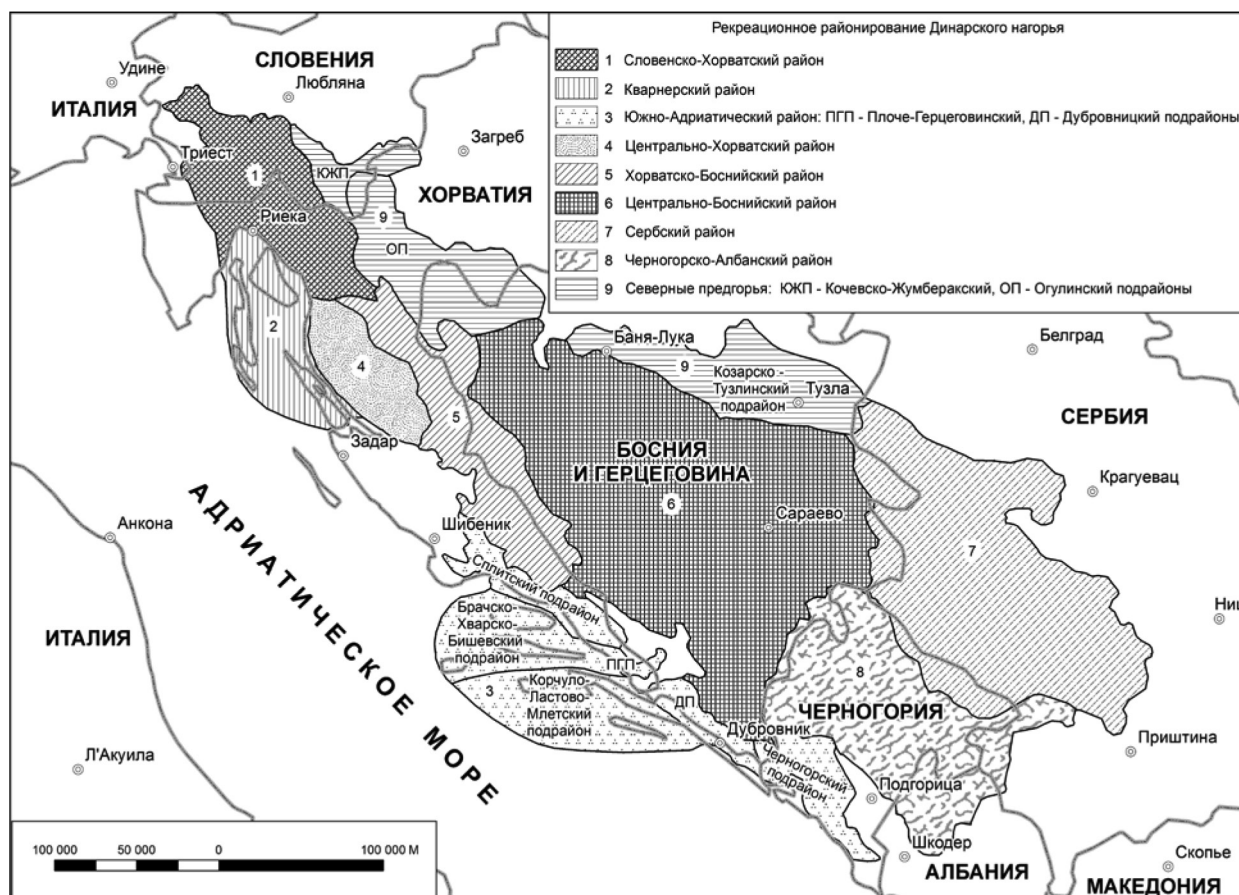 Рекреационное районирование Динарского нагорья
1 Словенско-Хорватский район
2 Кварнерский район
3 Южно-Адриатический район: ПГП - Плоче-Герцеговинский, ДП - Дубровницкий подрайоны
4 Центрально-Хорватский район
5 Хорватско-Боснийский район
6 Центрально-Боснийский район
7 Сербский район
8 Черногорско-Албанский район
9 Северные предгорья: КЖП - Кочевско-Жумберакский, ОП - Огулинский подрайоны
СЛОВЕНИЯ
Удине
Любляна
ИТАЛИЯ
Загреб
Триест
КЖП
1
ХОРВАТИЯ
9
Риека
ОП
2
Баня-Лука
Белград
4
9
Козарско -
Тузлинский
подрайон
Тузла
5
СЕРБИЯ
Задар
БОСНИЯ
И ГЕРЦЕГОВИНА
Крагуевац
6
Анкона
Сараево
Шибеник
7
АДРИАТИЧЕСКОЕ МОРЕ
Сплитский подрайон
Брачско-
Хварско-
Бишевский
подрайон
Ниш
ИТАЛИЯ
ПГП
8
3
Корчуло-
Ластово-
Млетский
подрайон
ДП
ЧЕРНОГОРИЯ
Дубровник
Приштина
Черногорский
подрайон
Л'Акуила
Подгорица
Шкодер
АЛБАНИЯ
Скопье
МАКЕДОНИЯ
100 000 50 000 0 100 000 М